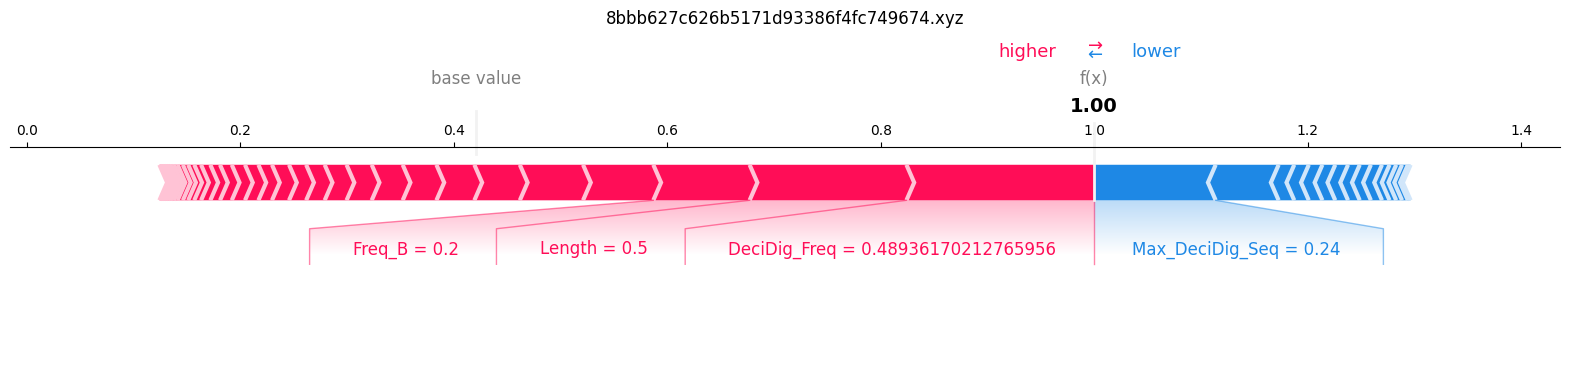 8bbb627c626b5171d93386f4fc749674.xyz
higher ⇄ lower
base value f(x)
1.00
0.0 0.2 0.4 0.6 0.8 1.0 1.2 1.4
Freq_B = 0.2 Length = 0.5 DeciDig_Freq = 0.48936170212765956 Max_DeciDig_Seq = 0.24